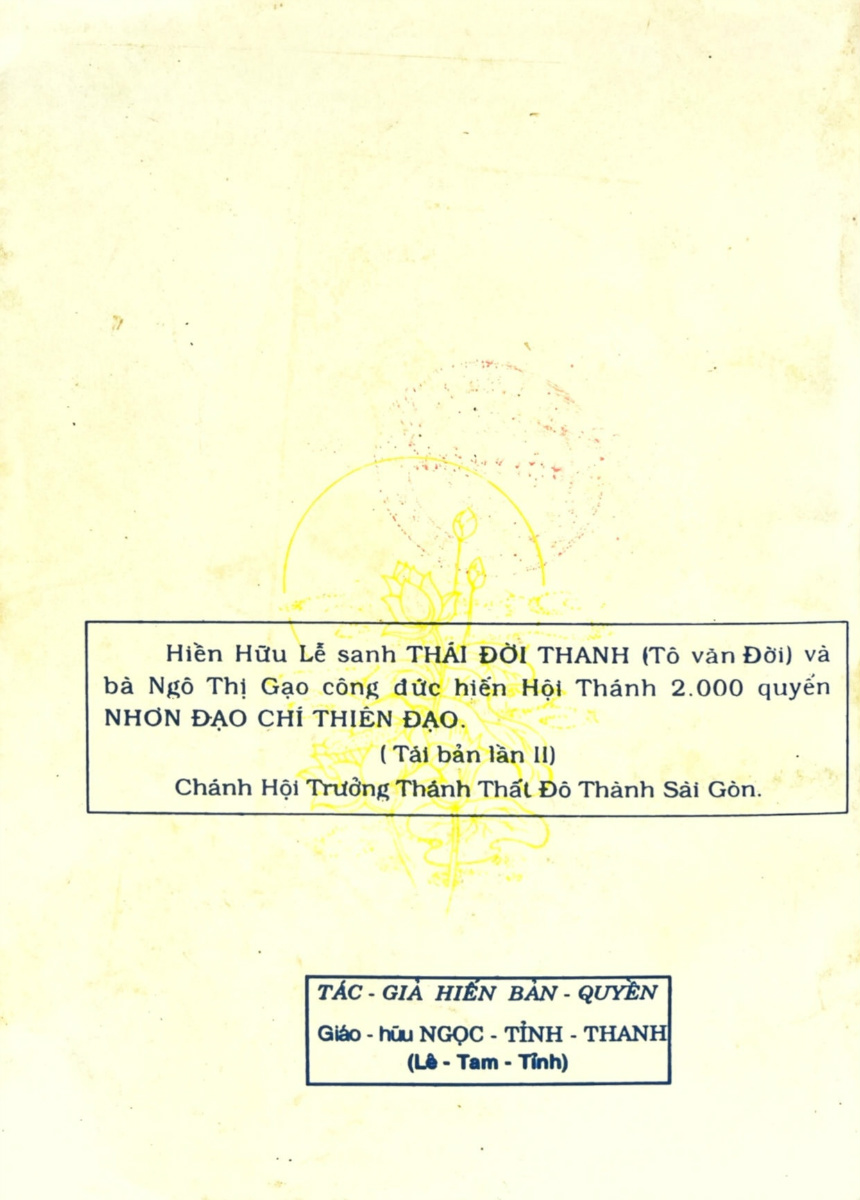 Hiền Hữu Lễ sanh THÁI ĐỜI THANH (Tô văn Đời) và
bà Ngô Thị Gạo công đức hiến Hội Thánh 2.000 quyển
NHƠN ĐẠO CHÍ THIÊN ĐẠO.
( Tái bản lần II)
Chánh Hội Trưởng Thánh Thất Đô Thành Sài Gòn.
TÁC - GIẢ HIẾN BẢN - QUYỀN
Giáo - hữu NGỌC - TỈNH - THANH
(Lê - Tam - Tỉnh)